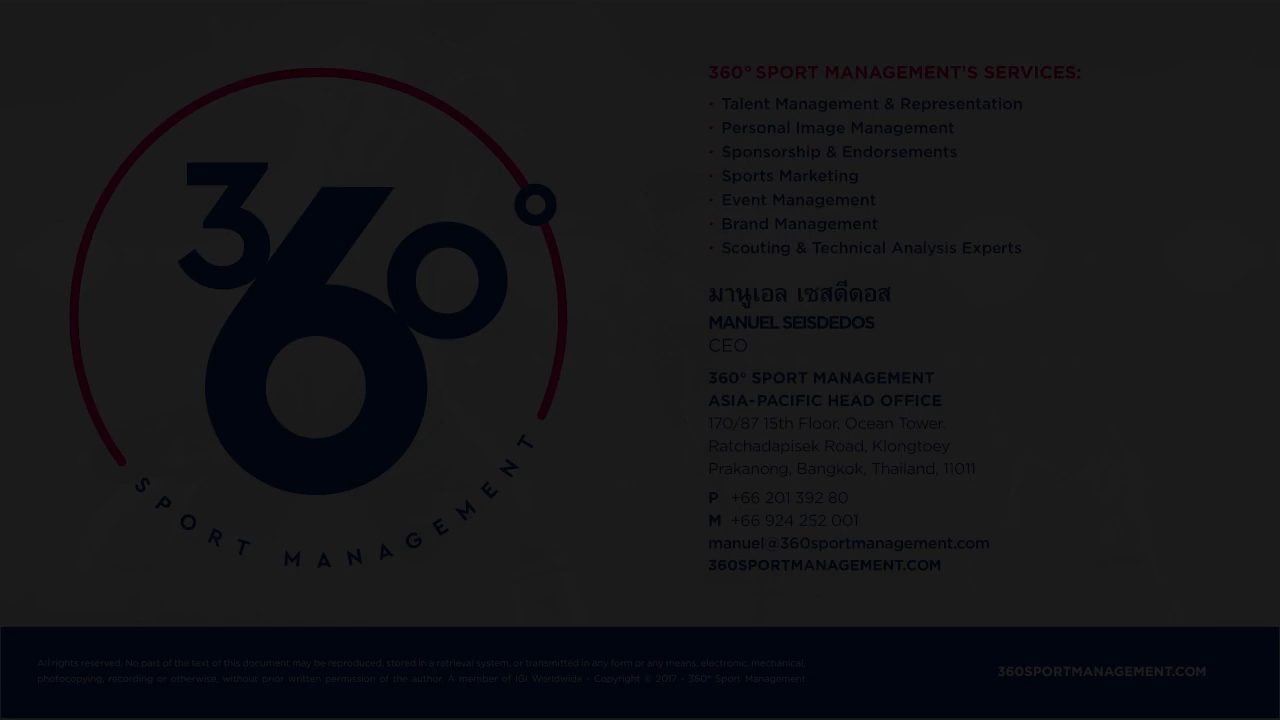 360°
SPORT MANAGEMENT
360° SPORT MANAGEMENT'S SERVICES:
· Talent Management & Representation
· Personal Image Management
· Sponsorship & Endorsements
· Sports Marketing
· Event Management
· Brand Management
· Scouting & Technical Analysis Experts
มานูเอล เซสดีดอส
MANUEL SEISDEDOS
CEO
360° SPORT MANAGEMENT
ASIA-PACIFIC HEAD OFFICE
170/87 15th Floor, Ocean Tower,
Ratchadapisek Road, Klongtoey
Prakanong, Bangkok, Thailand, 11011
P +66 201 392 80
M +66 924 252 001
manuel@360sportmanagement.com
360SPORTMANAGEMENT.COM
All rights reserved. No part of the text of this document may be reproduced, stored in a retrieval system, or transmitted in any form or any means, electronic, mechanical,
photocopying, recording or otherwise, without prior written permission of the author. A member of IGI Worldwide - Copyright © 2017 - 360° Sport Management
360SPORTMANAGEMENT.COM